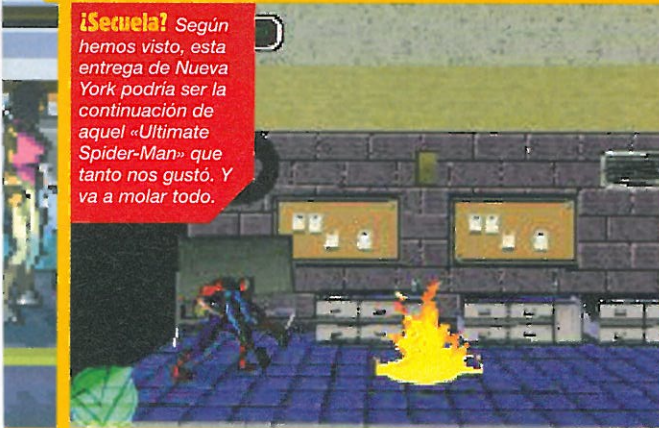 ¿Secuela? Según
hemos visto, esta
entrega de Nueva
York podría ser la
continuación de
aquel «Ultimate
Spider-Man» que
tanto nos gustó. Y
va a molar todo.